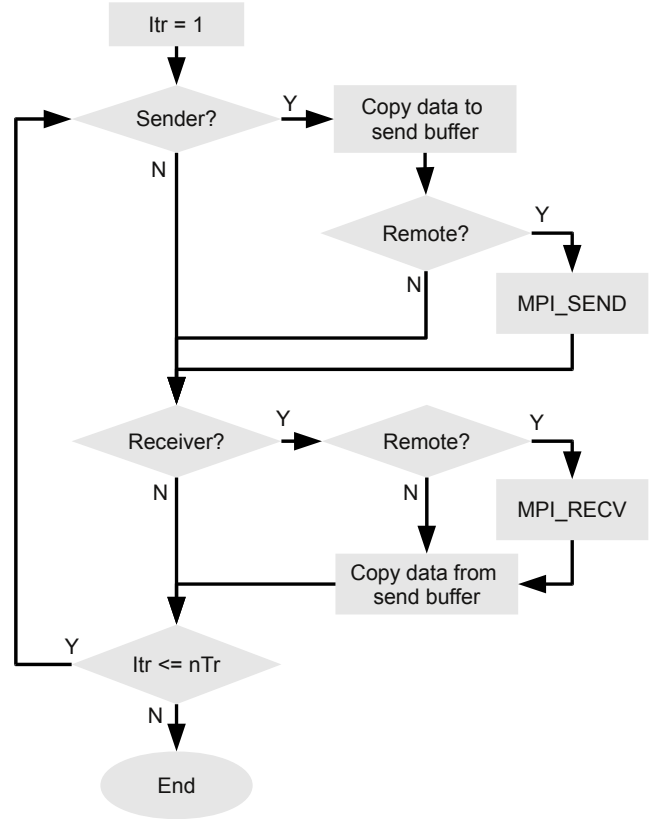 Itr = 1
Sender?
Y
Copy data to
send buffer
N
Remote?
Y
N
MPI_SEND
Receiver?
Y
Remote?
Y
N
N
MPI_RECV
Copy data from
send buffer
Y
Itr <= nTr
N
End